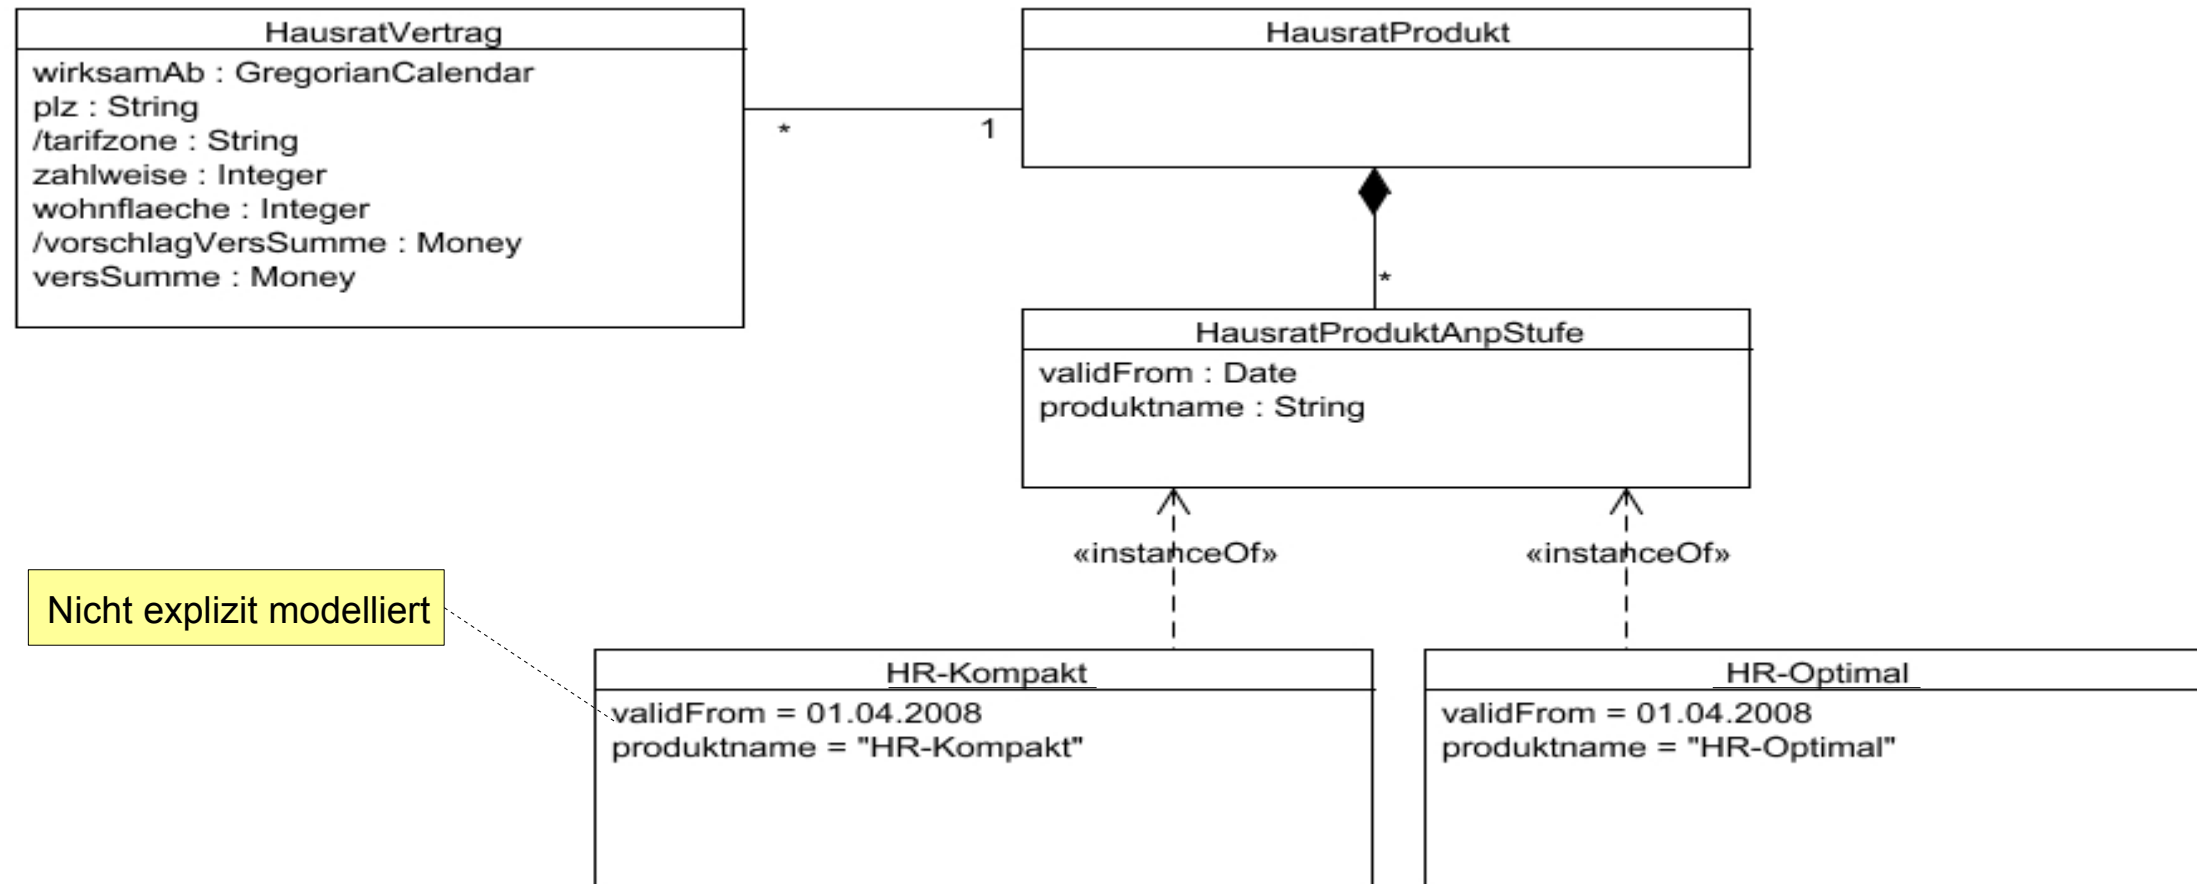 HausratVertrag
wirksamAb : GregorianCalendar
plz : String
/tarifzone : String
zahlweise : Integer
wohnflaeche : Integer
/vorschlagVersSumme : Money
versSumme : Money
* 1
HausratProdukt
*
HausratProduktAnpStufe
validFrom : Date
produktname : String
«instanceOf» «instanceOf»
Nicht explizit modelliert
HR-Kompakt
validFrom = 01.04.2008
produktname = "HR-Kompakt"
HR-Optimal
validFrom = 01.04.2008
produktname = "HR-Optimal"